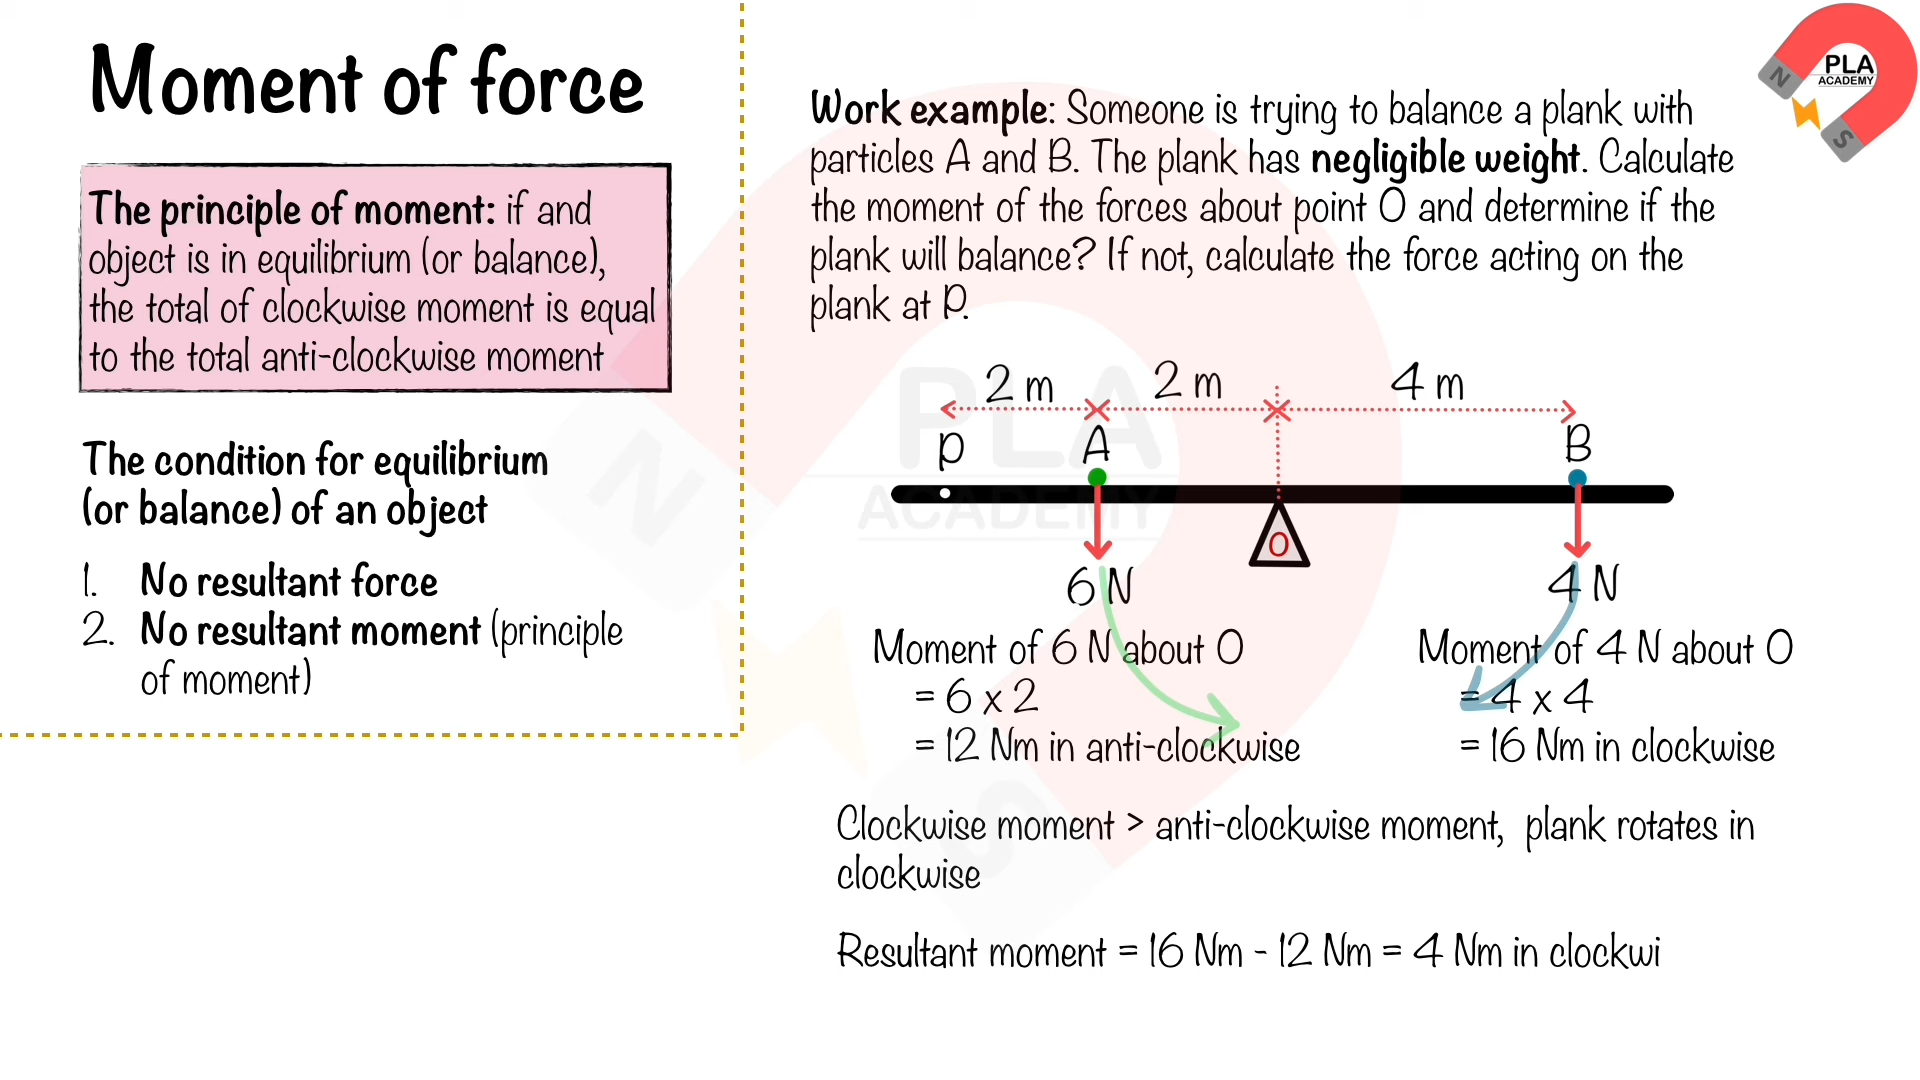 Moment of force
The principle of moment: if and
object is in equilibrium (or balance),
the total of clockwise moment is equal
to the total anti-clockwise moment
The condition for equilibrium
(or balance) of an object
1. No resultant force
2. No resultant moment (principle
of moment)
PLA
ACADEMY
N
S
Work example: Someone is trying to balance a plank with
particles A and B. The plank has negligible weight. Calculate
the moment of the forces about point O and determine if the
plank will balance? If not, calculate the force acting on the
plank at P.
2 m 2 m 4 m
P A B
PLA
ACADEMY
N
S
O
6 N 4 N
Moment of 6 N about O
= 6 x 2
= 12 Nm in anti-clockwise
Moment of 4 N about O
= 4 x 4
= 16 Nm in clockwise
Clockwise moment > anti-clockwise moment, plank rotates in
clockwise
Resultant moment = 16 Nm - 12 Nm = 4 Nm in clockwi